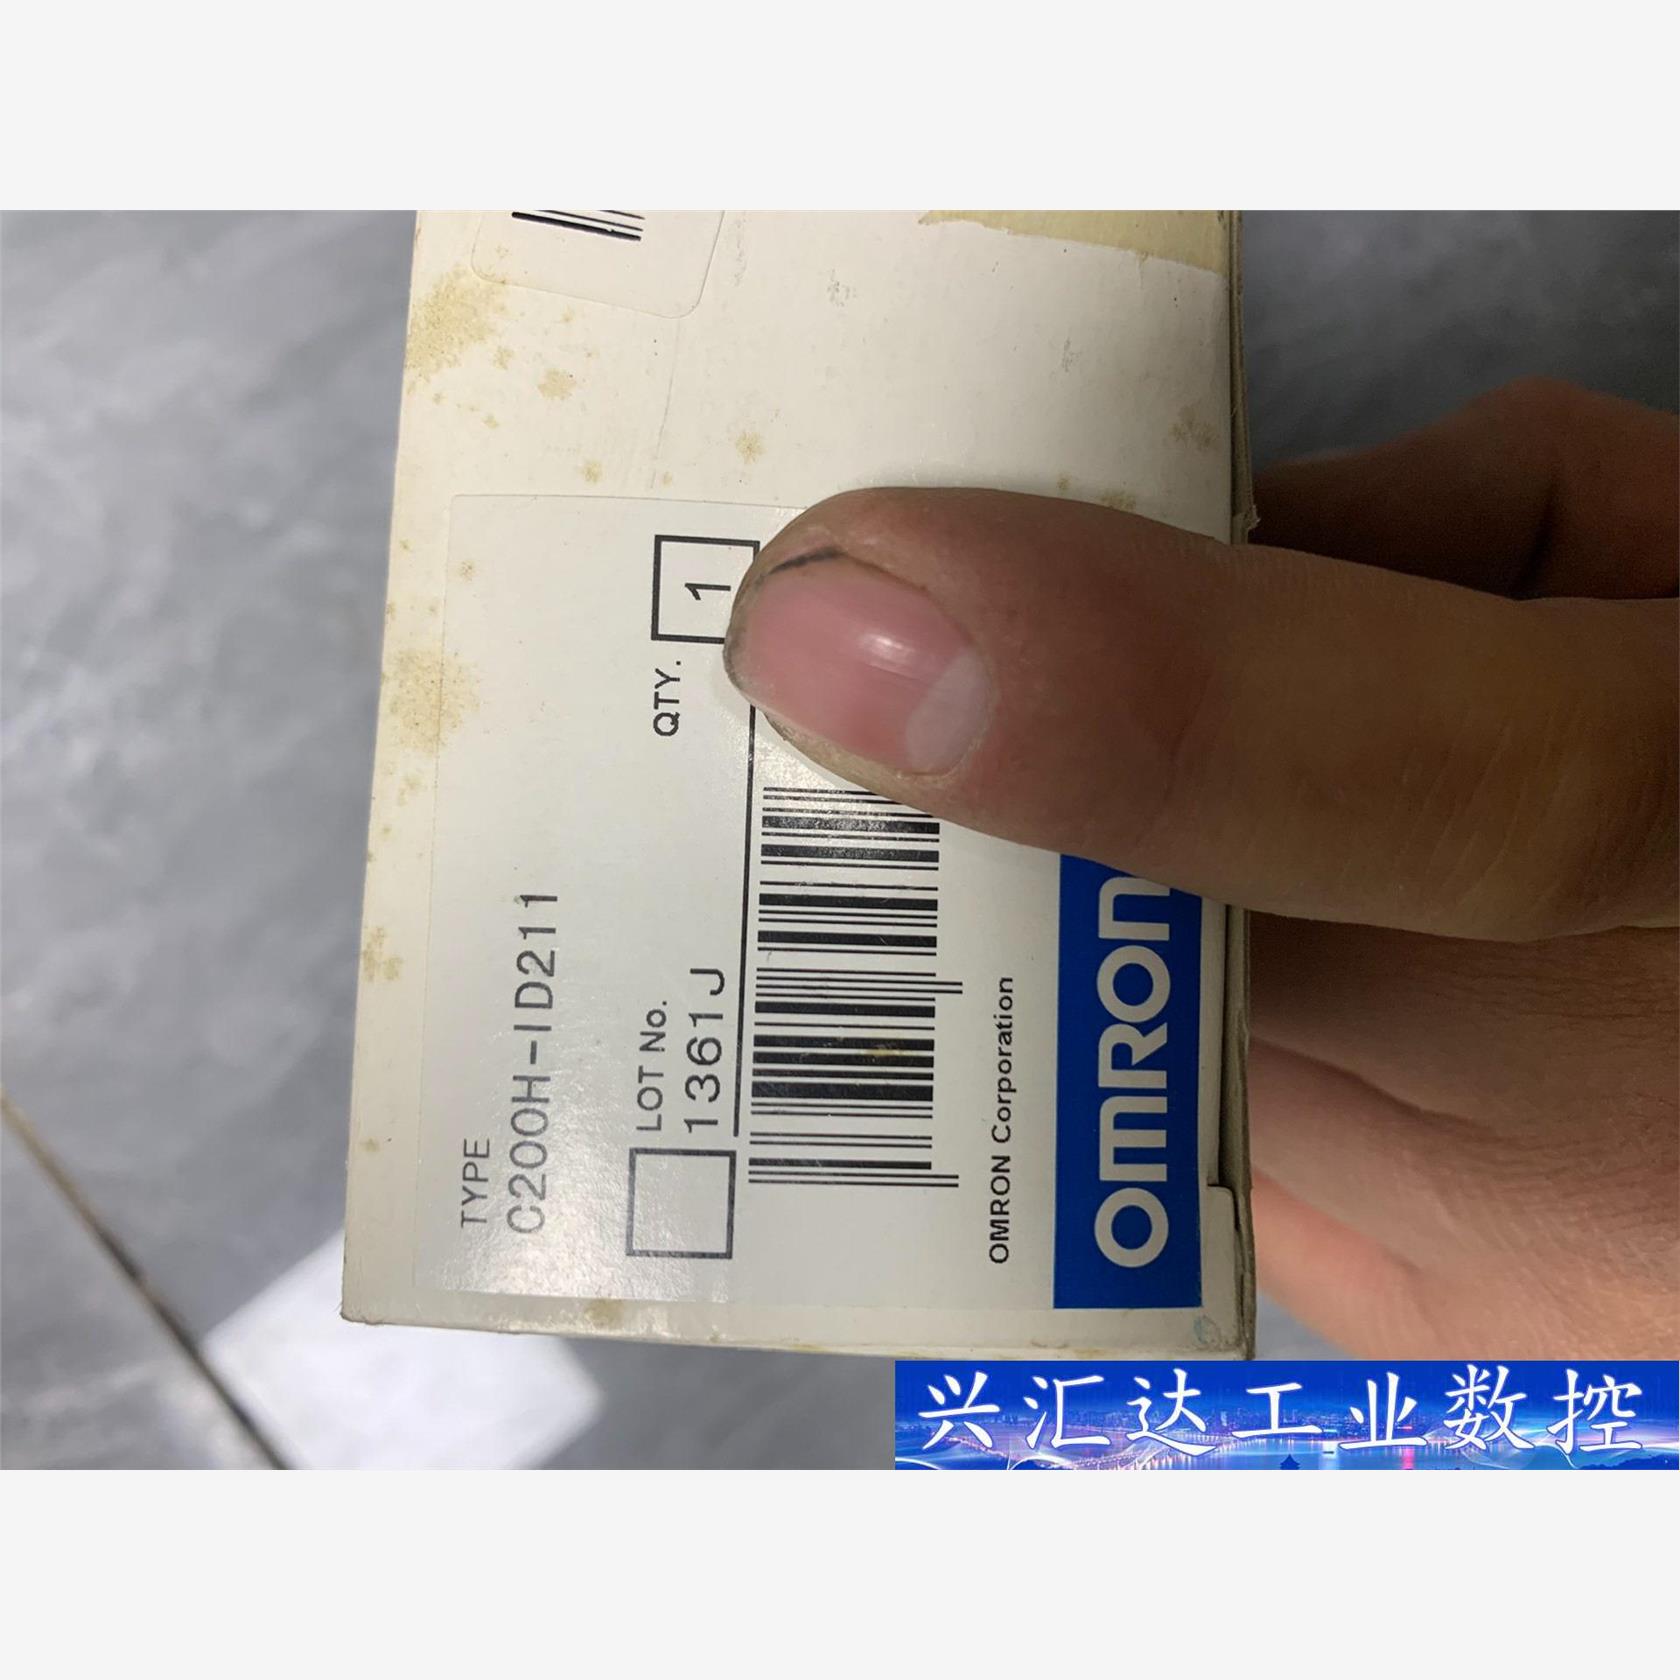 TYPE
C200H-ID211
LOT No.
QTY.
1361J
1
OMRON Corporation
OMRON
兴汇达工业数控